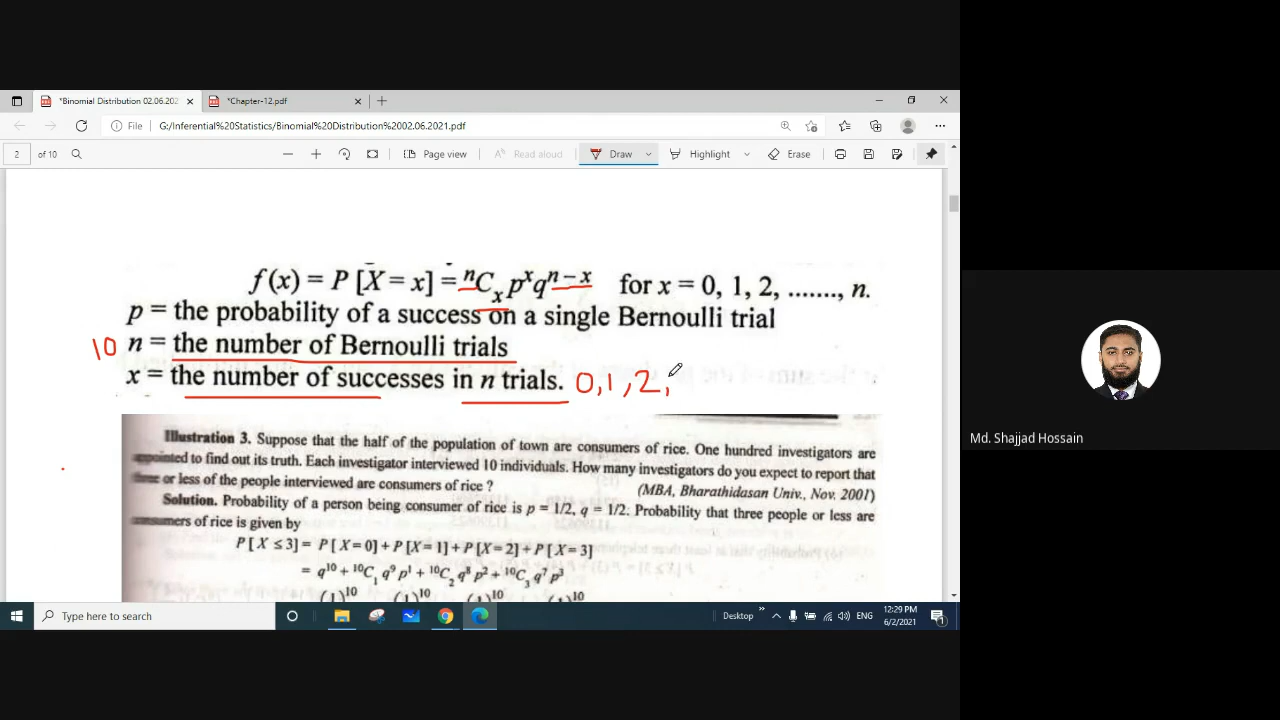 *Binomial Distribution 02.06.202
*Chapter-12.pdf
File
G:/Inferential%20Statistics/Binomial%20Distribution%2002.06.2021.pdf
2 of 10
Page view
Read aloud
Draw
Highlight
Erase
f(x) = P [X = x] = ⁿCₓ pˣqⁿ⁻ˣ for x = 0, 1, 2, ......., n.
p = the probability of a success on a single Bernoulli trial
10 n = the number of Bernoulli trials
x = the number of successes in n trials. 0,1,2,
Illustration 3. Suppose that the half of the population of town are consumers of rice. One hundred investigators are
appointed to find out its truth. Each investigator interviewed 10 individuals. How many investigators do you expect to report that
three or less of the people interviewed are consumers of rice ?
(MBA, Bharathidasan Univ., Nov. 2001)
Solution. Probability of a person being consumer of rice is p = 1/2, q = 1/2. Probability that three people or less are
consumers of rice is given by
P [ X ≤ 3] = P [ X = 0] + P [X = 1] + P [X = 2] + P [X = 3]
= q¹⁰ + ¹⁰C₁ q⁹ p¹ + ¹⁰C₂ q⁸ p² + ¹⁰C₃ q⁷ p³
Md. Shajjad Hossain
Type here to search
Desktop
ENG
12:29 PM
6/2/2021
1